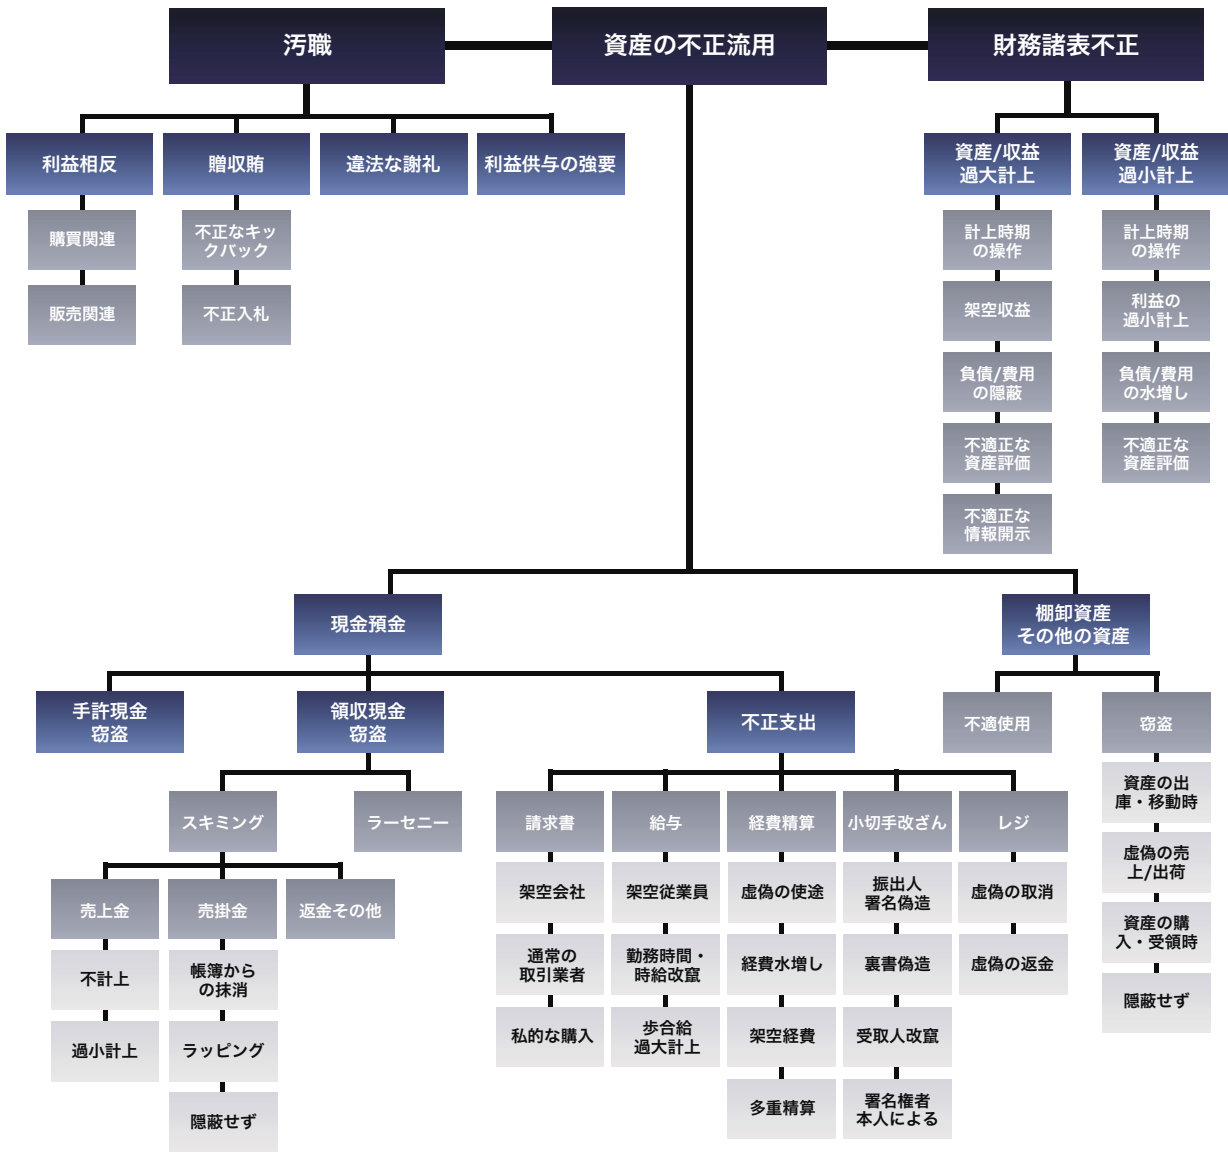 汚職
資産の不正流用
財務諸表不正
利益相反
贈収賄
違法な謝礼
利益供与の強要
購買関連
販売関連
不正なキッ
クバック
不正入札
資産/収益
過大計上
計上時期
の操作
架空収益
負債/費用
の隠蔽
不適正な
資産評価
不適正な
情報開示
資産/収益
過小計上
計上時期
の操作
利益の
過小計上
負債/費用
の水増し
不適正な
資産評価
現金預金
棚卸資産
その他の資産
手許現金
窃盗
領収現金
窃盗
不正支出
不適使用
窃盗
資産の出
庫・移動時
虚偽の売
上/出荷
資産の購
入・受領時
隠蔽せず
スキミング
ラーセニー
売上金
不計上
過小計上
売掛金
帳簿から
の抹消
ラッピング
隠蔽せず
返金その他
請求書
架空会社
通常の
取引業者
私的な購入
給与
架空従業員
勤務時間・
時給改竄
歩合給
過大計上
経費精算
虚偽の使途
経費水増し
架空経費
多重精算
小切手改ざん
振出人
署名偽造
裏書偽造
受取人改竄
署名権者
本人による
レジ
虚偽の取消
虚偽の返金